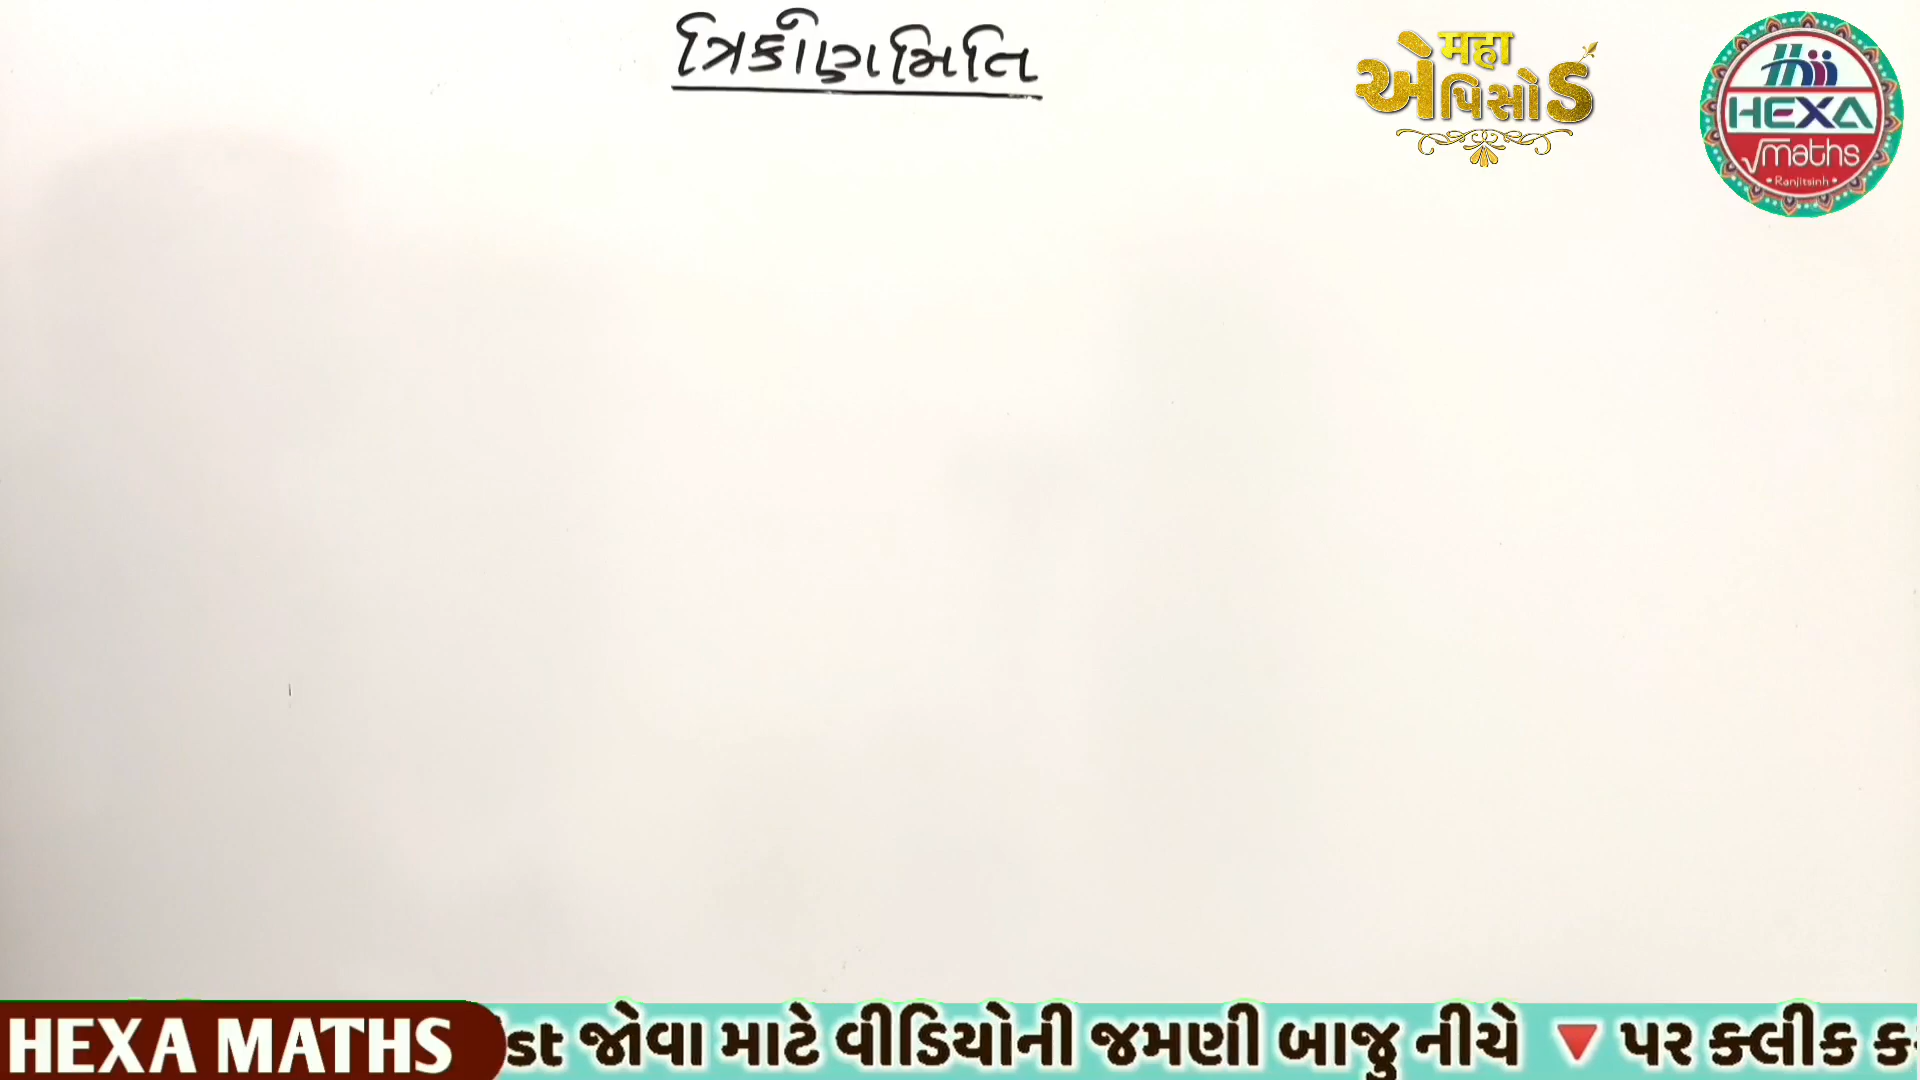 ત્રિકોણમિતિ
મહા
એપિસોડ
HEXA
√maths
• Ranjitsinh •
HEXA MATHS
st જોવા માટે વીડિયોની જમણી બાજુ નીચે 🔻 પર ક્લીક ક